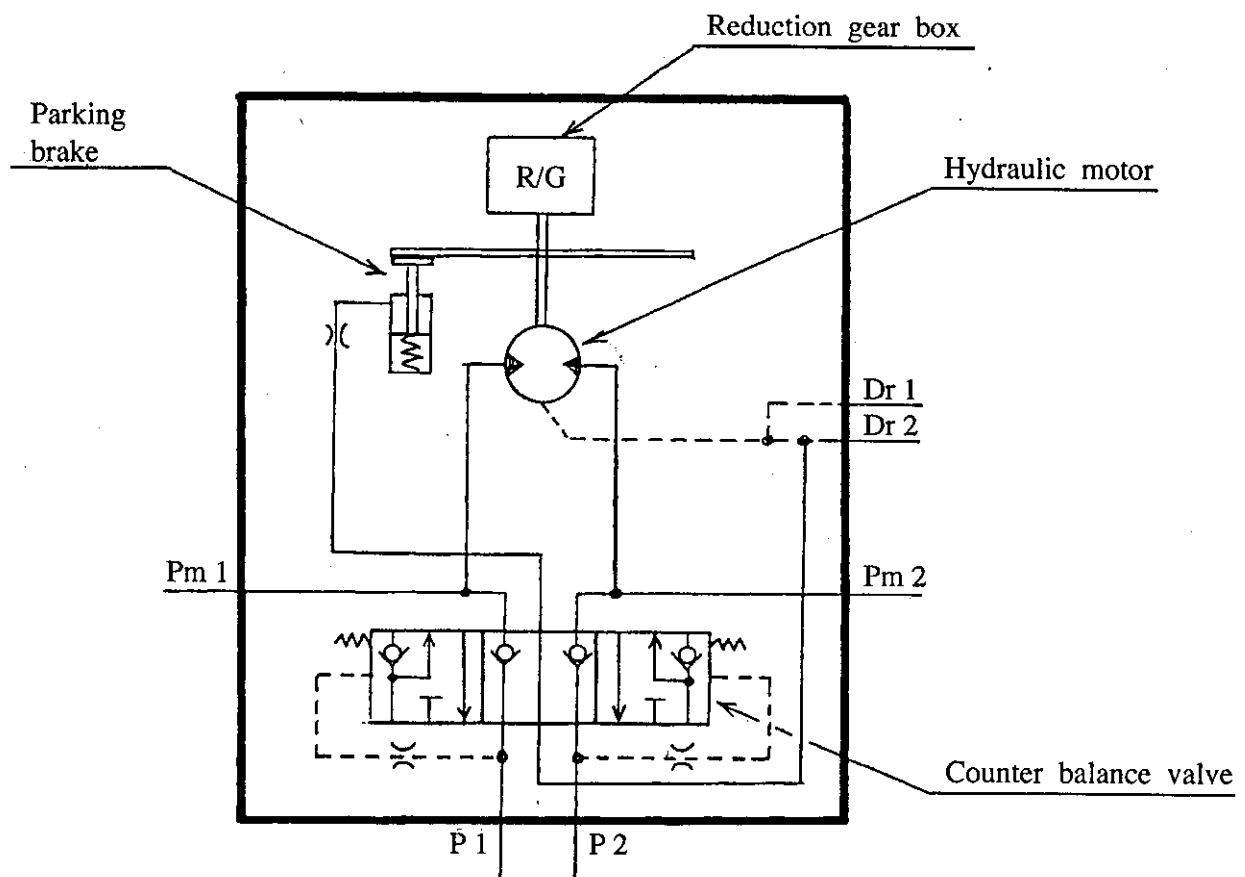 Reduction gear box
Parking
brake
R/G
Hydraulic motor
Dr 1
Dr 2
Pm 1
Pm 2
Counter balance valve
P 1
P 2